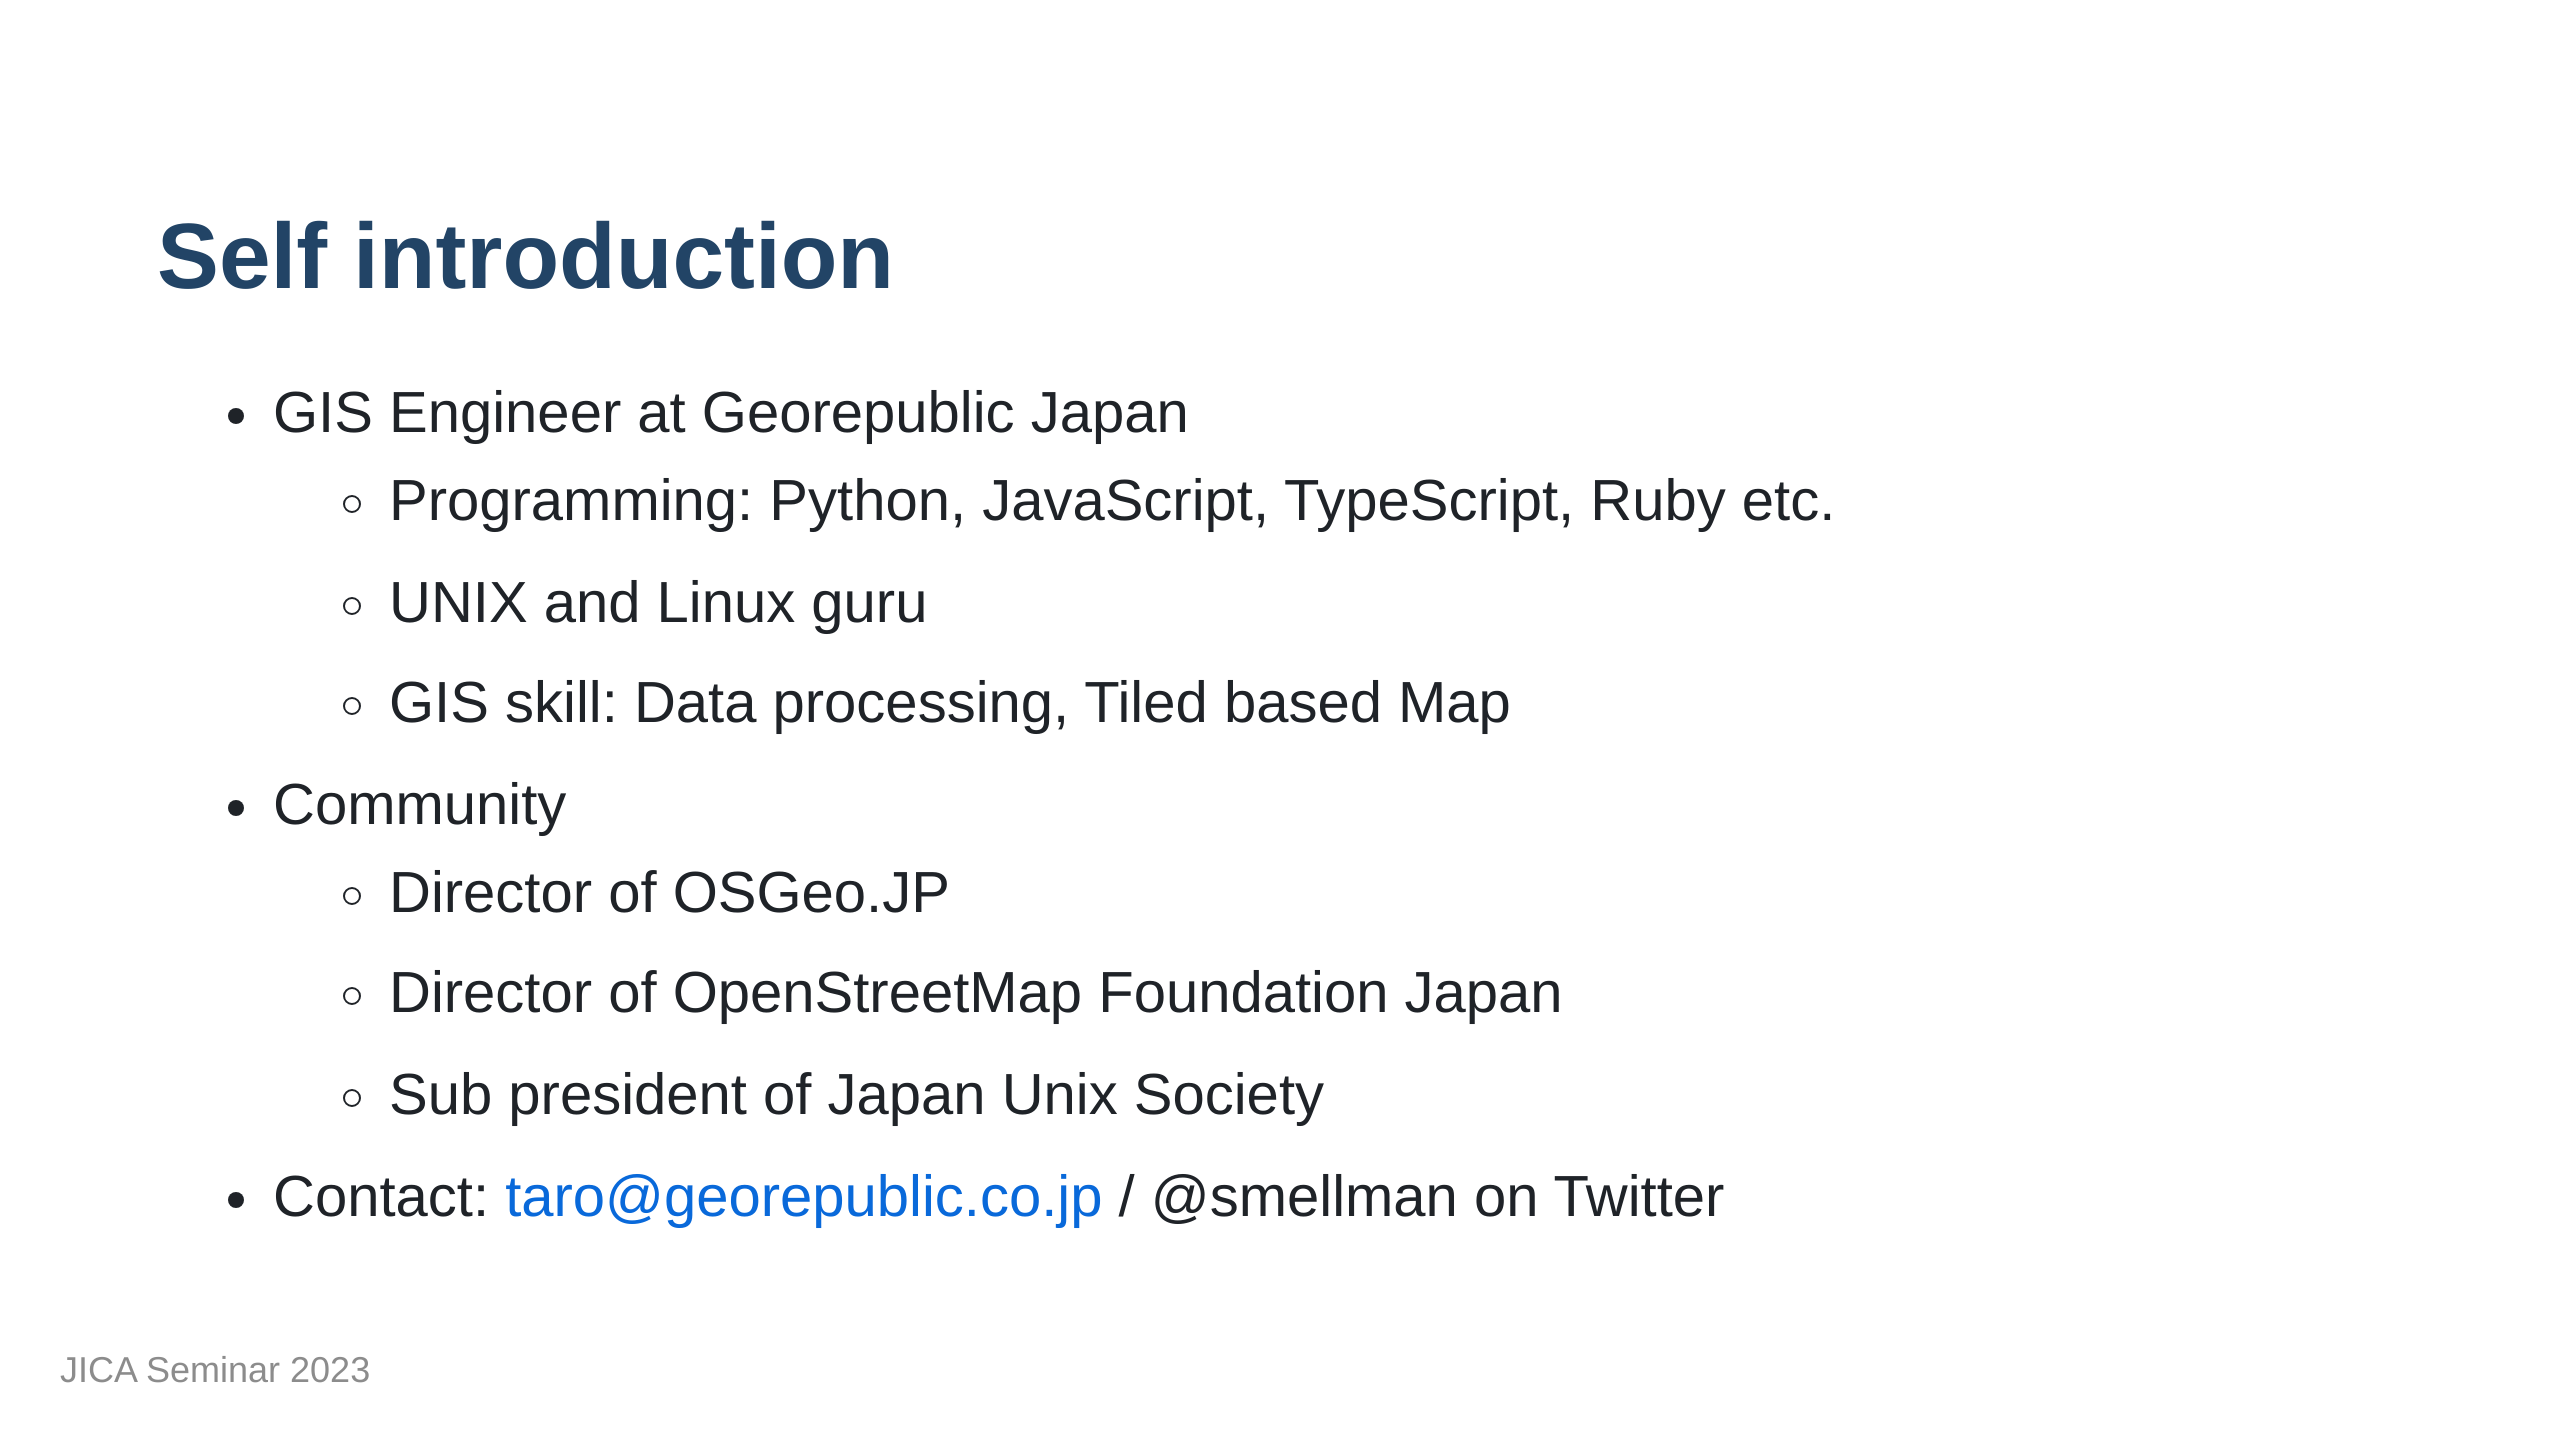 Self introduction
• GIS Engineer at Georepublic Japan
◦ Programming: Python, JavaScript, TypeScript, Ruby etc.
◦ UNIX and Linux guru
◦ GIS skill: Data processing, Tiled based Map
• Community
◦ Director of OSGeo.JP
◦ Director of OpenStreetMap Foundation Japan
◦ Sub president of Japan Unix Society
• Contact: taro@georepublic.co.jp / @smellman on Twitter
JICA Seminar 2023